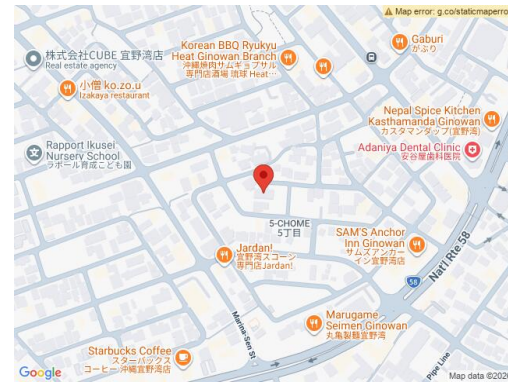 Map error: g.co/staticmaperro
株式会社CUBE 宜野湾店
Real estate agency
Korean BBQ Ryukyu
Heat Ginowan Branch
沖縄焼肉サムギョプサル
専門店酒場 琉球 Heat…
Gaburi
がぶり
小僧 ko.zo.u
Izakaya restaurant
Nepal Spice Kitchen
Kasthamanda Ginowan
カスタマンダップ(宜野湾)
Adaniya Dental Clinic
安谷屋歯科医院
Rapport Ikusei
Nursery School
ラポール育成こども園
5-CHOME
5丁目
SAM'S Anchor
Inn Ginowan
サムズアンカー
イン宜野湾店
Jardan!
宜野湾スコーン
専門店Jardan!
Nat'l Rte 58
58
Marina-Sen St
Marugame
Seimen Ginowan
丸亀製麺宜野湾
Starbucks Coffee
スターバックス
コーヒー 沖縄宜野湾店
Pipe Line
Google
Map data ©2026